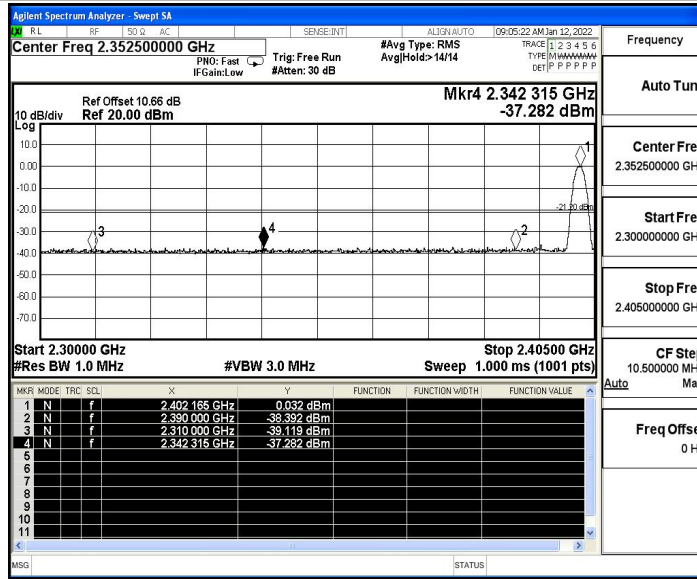 Agilent Spectrum Analyzer - Swept SA
RL RF 50 Ω AC SENSE:INT ALIGN AUTO 09:05:22 AM Jan 12, 2022
Center Freq 2.352500000 GHz
PNO: Fast
IFGain:Low
Trig: Free Run
#Atten: 30 dB
#Avg Type: RMS
Avg|Hold:>14/14
TRACE 1 2 3 4 5 6
TYPE M
DET P P P P P P
Mkr4 2.342 315 GHz
-37.282 dBm
Ref Offset 10.66 dB
10 dB/div Ref 20.00 dBm
Log
10.0
0.00
-10.0
-20.0
-30.0
-40.0
-50.0
-60.0
-70.0
1
-21.20 dBm
3
4
2
Start 2.30000 GHz Stop 2.40500 GHz
#Res BW 1.0 MHz #VBW 3.0 MHz Sweep 1.000 ms (1001 pts)
MKR MODE TRC SCL X Y FUNCTION FUNCTION WIDTH FUNCTION VALUE
1 N f 2.402 165 GHz 0.032 dBm
2 N f 2.390 000 GHz -38.392 dBm
3 N f 2.310 000 GHz -39.119 dBm
4 N f 2.342 315 GHz -37.282 dBm
5
6
7
8
9
10
11
MSG STATUS
Frequency
Auto Tun
Center Fre
2.352500000 GH
Start Fre
2.300000000 GH
Stop Fre
2.405000000 GH
CF Ste
10.500000 MH
Auto Ma
Freq Offse
0 H